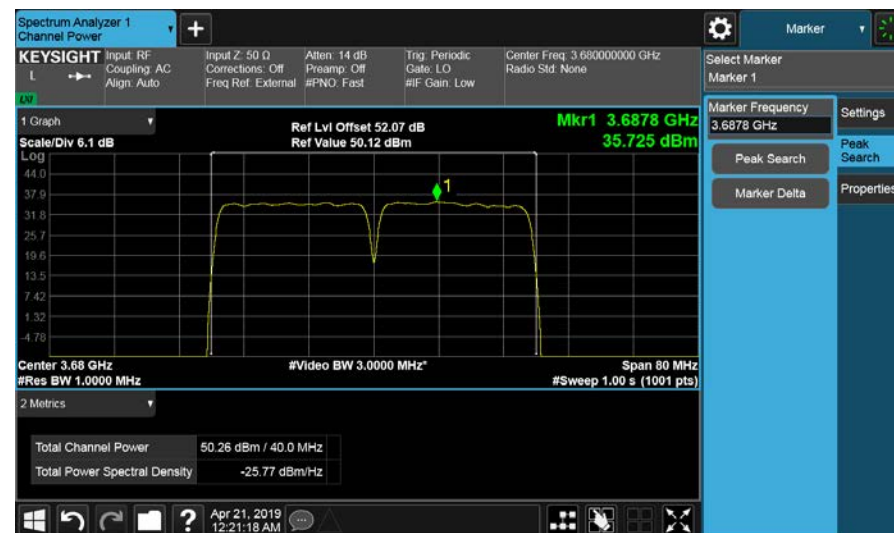 Spectrum Analyzer 1
Channel Power
Marker
KEYSIGHT
L
LXI
Input: RF
Coupling: AC
Align: Auto
Input Z: 50 Ω
Corrections: Off
Freq Ref: External
Atten: 14 dB
Preamp: Off
#PNO: Fast
Trig: Periodic
Gate: LO
#IF Gain: Low
Center Freq: 3.680000000 GHz
Radio Std: None
Select Marker
Marker 1
1 Graph
Scale/Div 6.1 dB
Ref Lvl Offset 52.07 dB
Ref Value 50.12 dBm
Mkr1 3.6878 GHz
35.725 dBm
Log
44.0
37.9
31.8
25.7
19.6
13.5
7.42
1.32
-4.78
1
Center 3.68 GHz
#Res BW 1.0000 MHz
#Video BW 3.0000 MHz*
Span 80 MHz
#Sweep 1.00 s (1001 pts)
Marker Frequency
3.6878 GHz
Peak Search
Marker Delta
Settings
Peak
Search
Properties
2 Metrics
Total Channel Power 50.26 dBm / 40.0 MHz
Total Power Spectral Density -25.77 dBm/Hz
?
Apr 21, 2019
12:21:18 AM